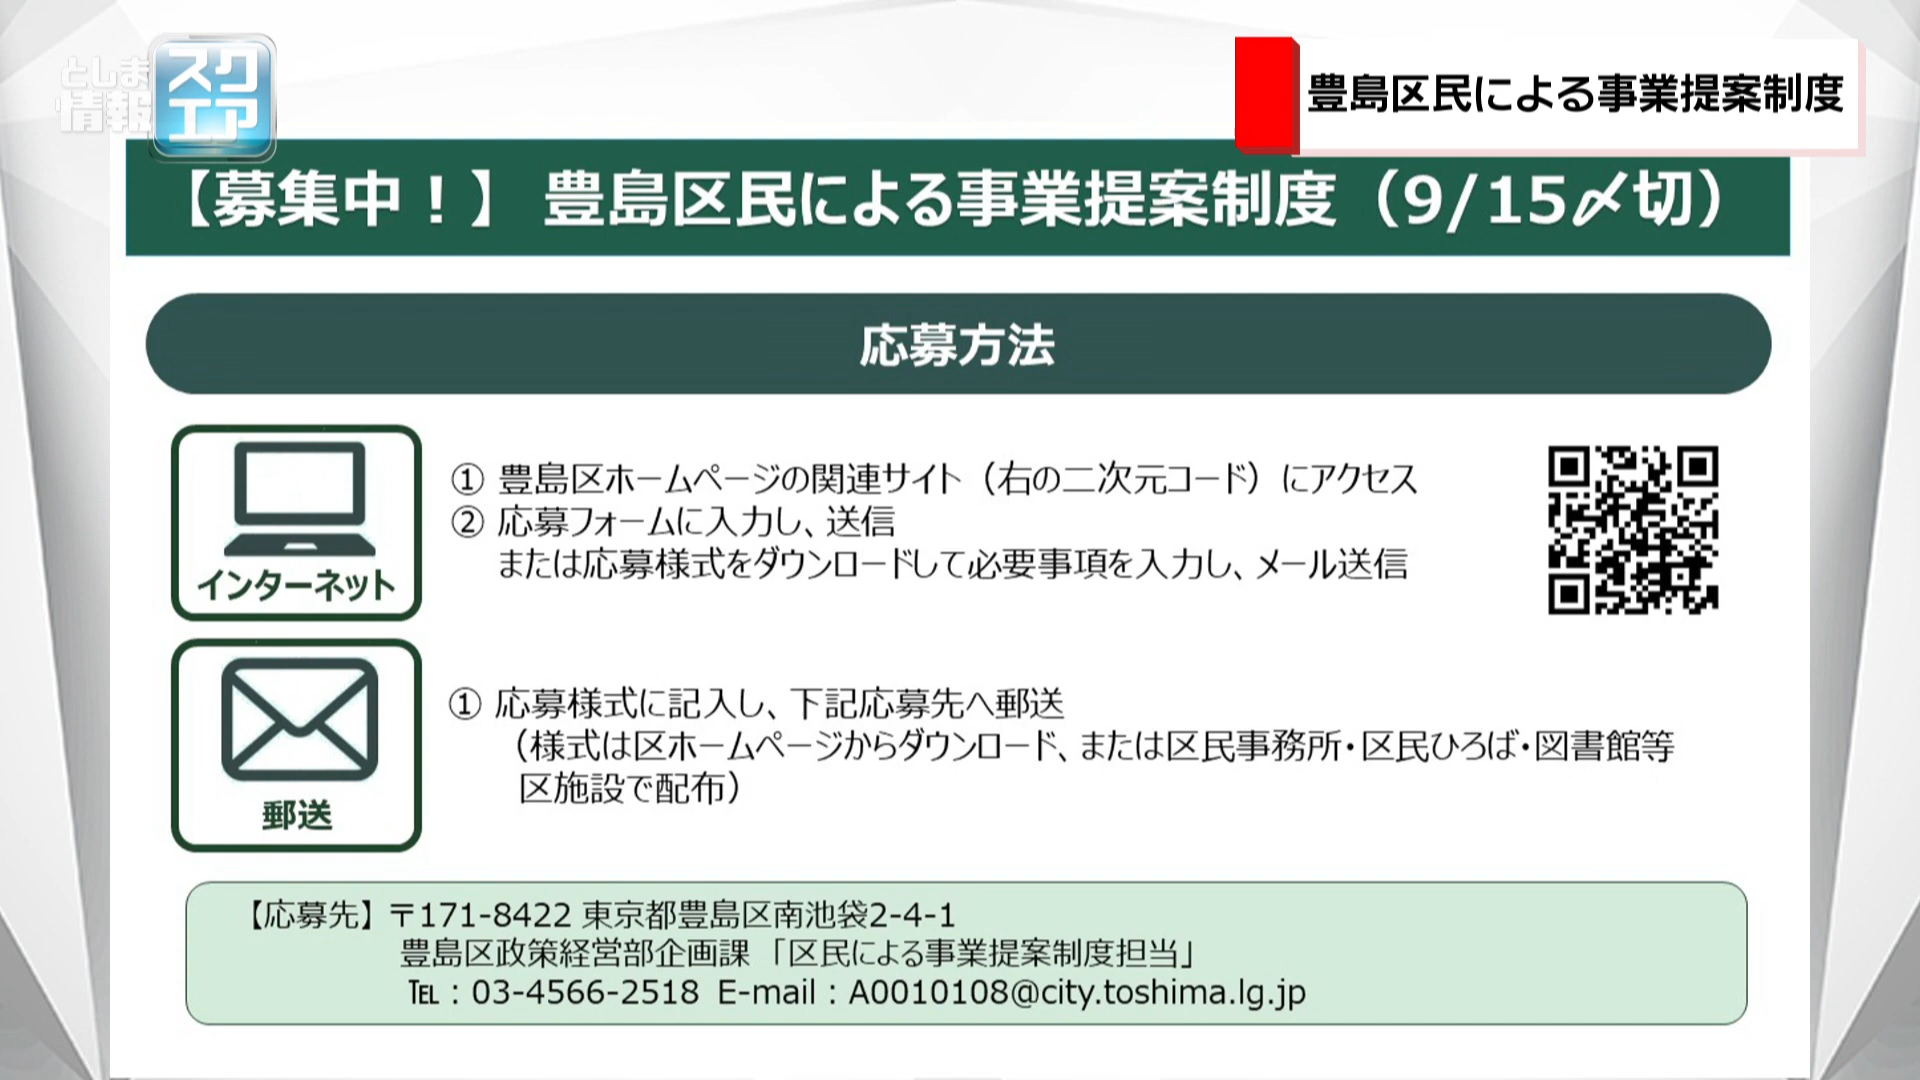 としま
情報
スク
エア
豊島区民による事業提案制度
【募集中！】 豊島区民による事業提案制度（9/15〆切）
応募方法
インターネット
① 豊島区ホームページの関連サイト（右の二次元コード）にアクセス
② 応募フォームに入力し、送信
または応募様式をダウンロードして必要事項を入力し、メール送信
郵送
① 応募様式に記入し、下記応募先へ郵送
（様式は区ホームページからダウンロード、または区民事務所・区民ひろば・図書館等
区施設で配布）
【応募先】〒171-8422 東京都豊島区南池袋2-4-1
豊島区政策経営部企画課「区民による事業提案制度担当」
℡：03-4566-2518 E-mail：A0010108@city.toshima.lg.jp